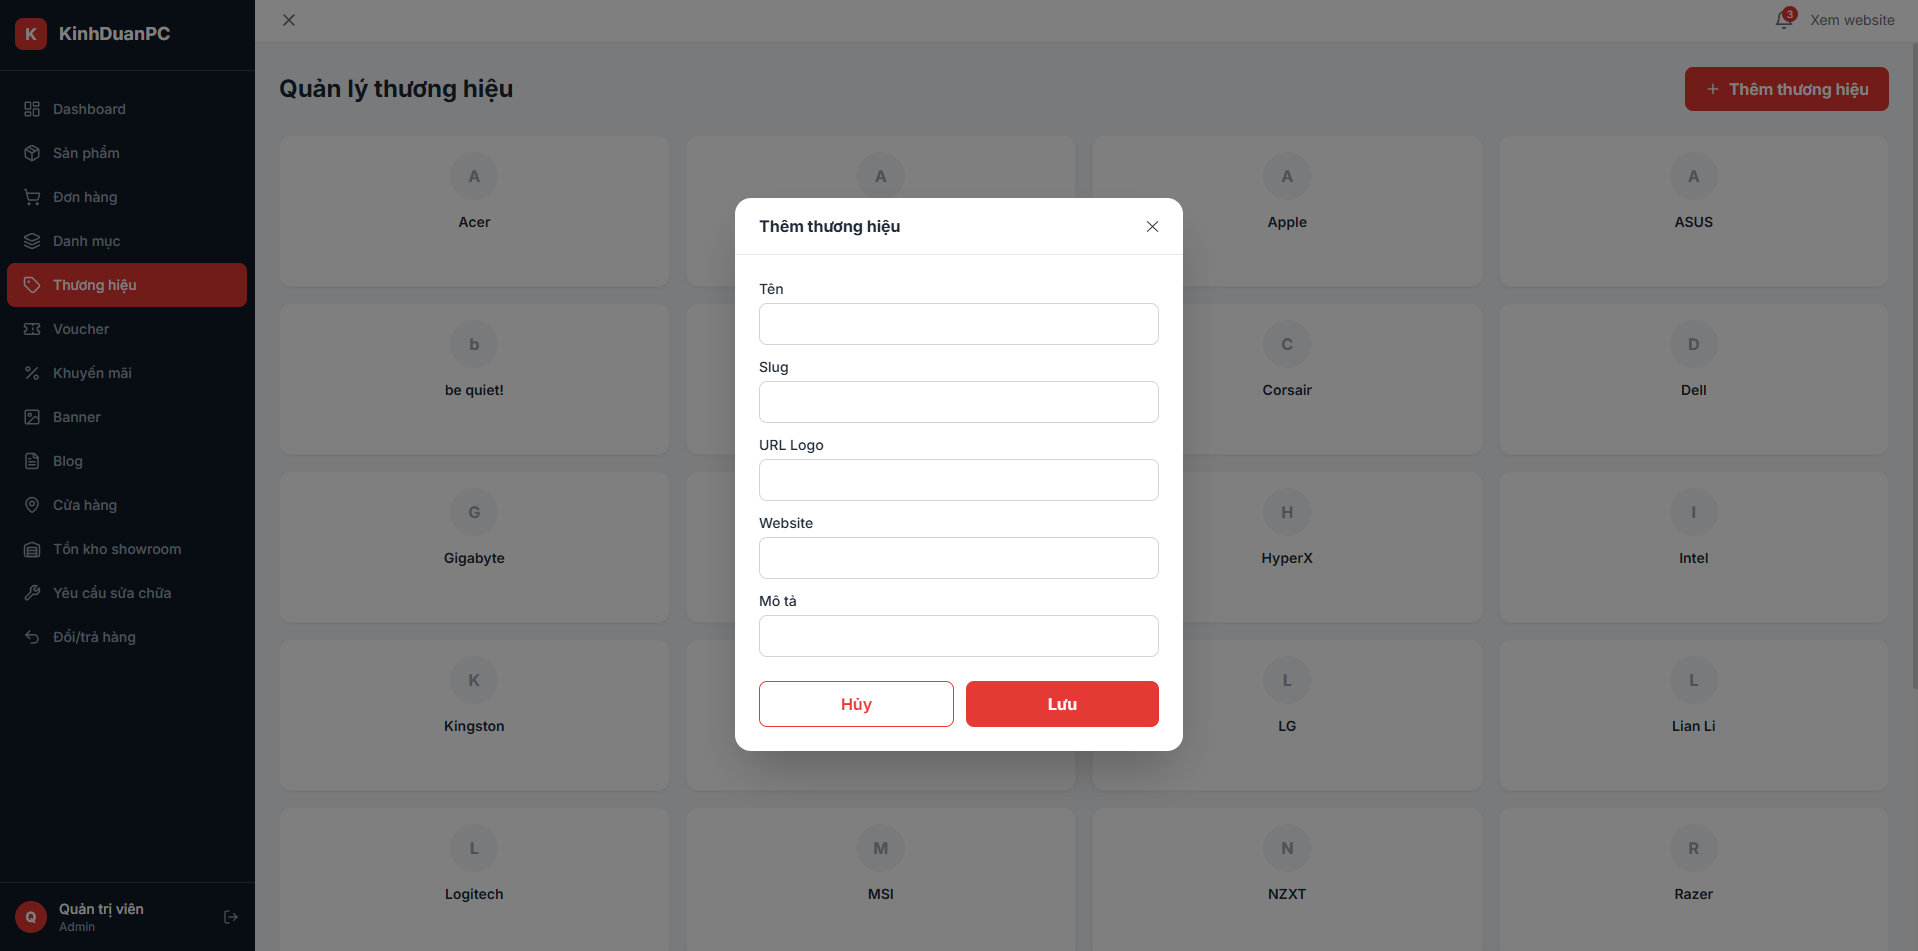 K KinhDuanPC
Dashboard
Sản phẩm
Đơn hàng
Danh mục
Thương hiệu
Voucher
Khuyến mãi
Banner
Blog
Cửa hàng
Tồn kho showroom
Yêu cầu sửa chữa
Đổi/trả hàng
Q Quản trị viên
Admin
3 Xem website
Quản lý thương hiệu
+ Thêm thương hiệu
A A A A
Acer Apple ASUS
b C D
be quiet! Corsair Dell
G H I
Gigabyte HyperX Intel
K L L
Kingston LG Lian Li
L M N R
Logitech MSI NZXT Razer
Thêm thương hiệu
Tên
Slug
URL Logo
Website
Mô tả
Hủy Lưu